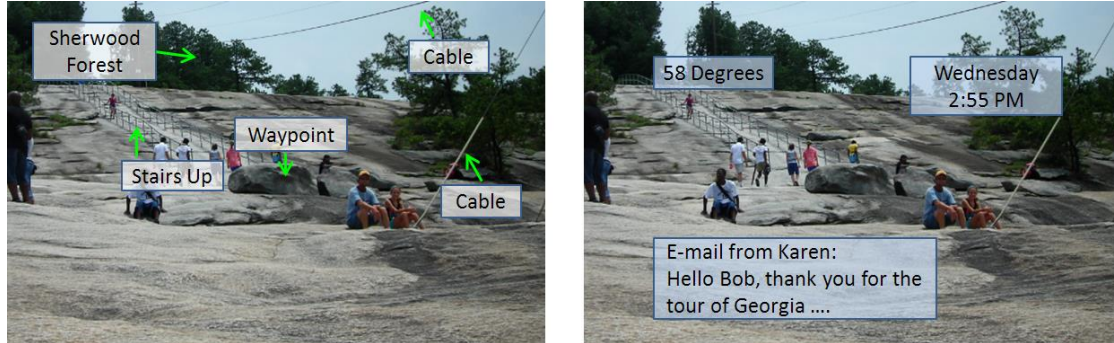 Sherwood
Forest
Cable
Waypoint
Stairs Up
Cable
58 Degrees
Wednesday
2:55 PM
E-mail from Karen:
Hello Bob, thank you for the
tour of Georgia ….